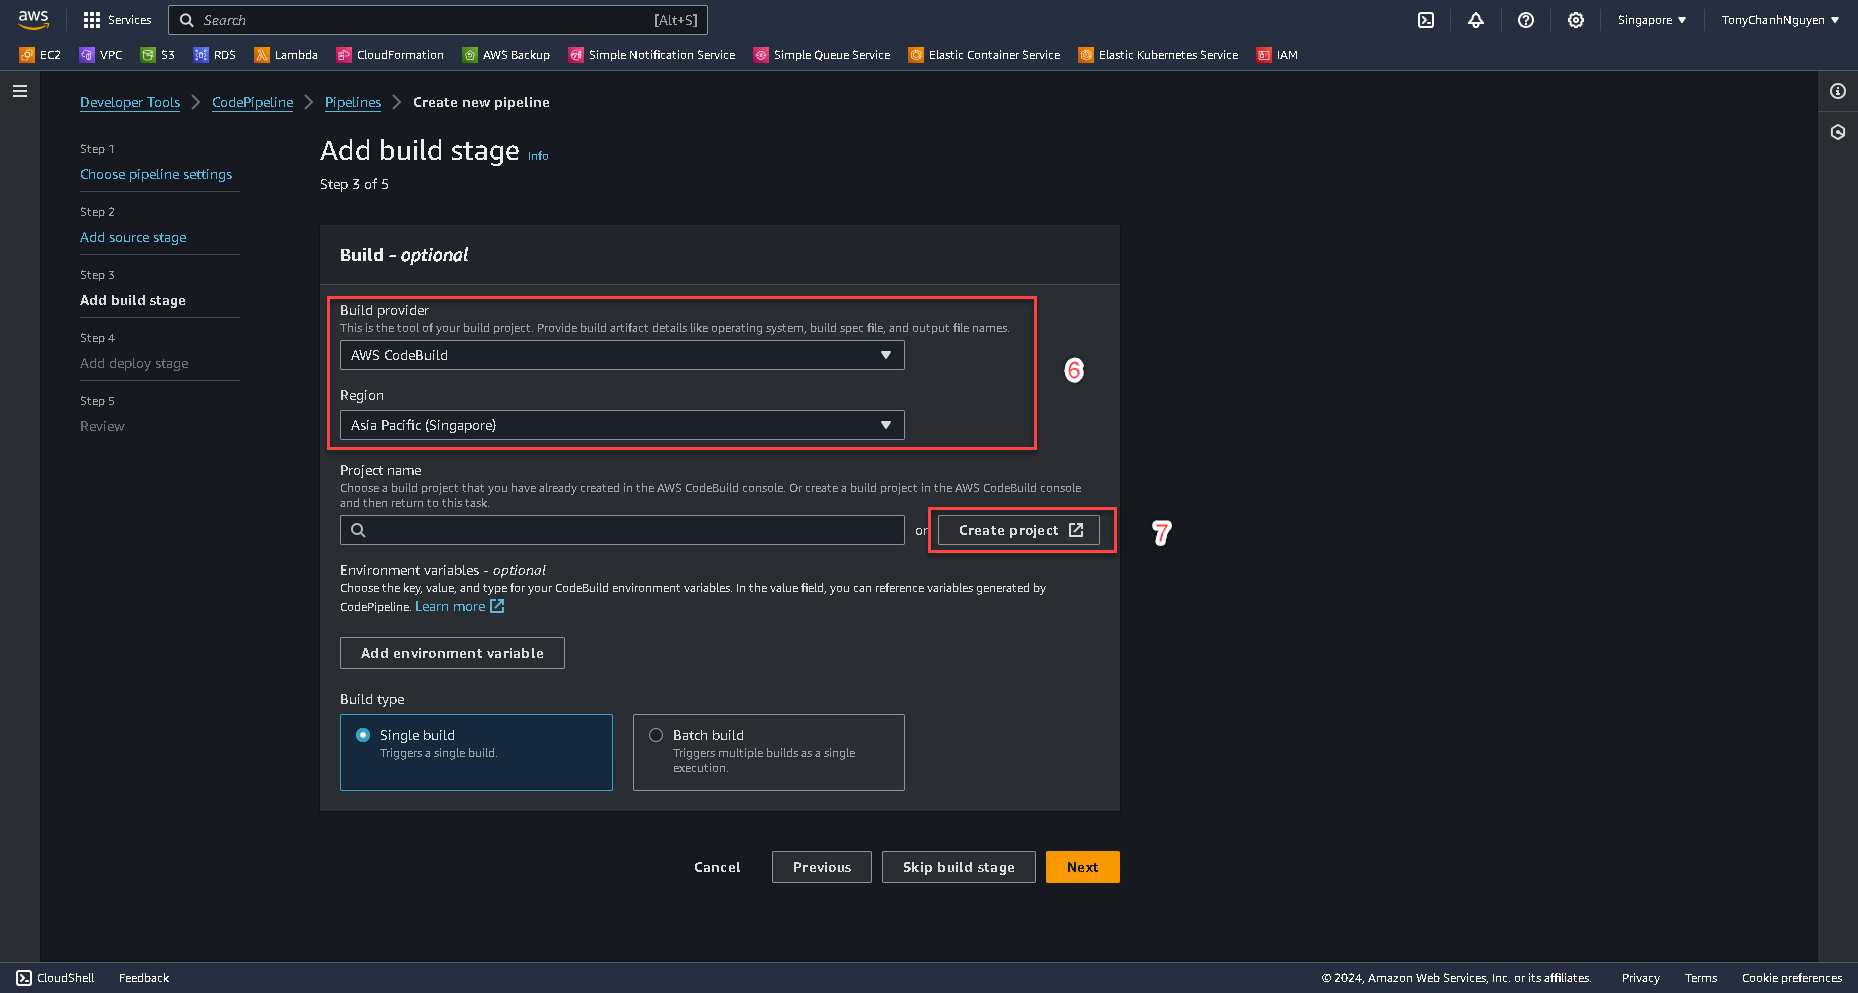 aws
Services
Search
[Alt+S]
Singapore
TonyChanhNguyen
EC2
VPC
S3
RDS
Lambda
CloudFormation
AWS Backup
Simple Notification Service
Simple Queue Service
Elastic Container Service
Elastic Kubernetes Service
IAM
Developer Tools
CodePipeline
Pipelines
Create new pipeline
Step 1
Choose pipeline settings
Step 2
Add source stage
Step 3
Add build stage
Step 4
Add deploy stage
Step 5
Review
Add build stage Info
Step 3 of 5
Build - optional
Build provider
This is the tool of your build project. Provide build artifact details like operating system, build spec file, and output file names.
AWS CodeBuild
Region
Asia Pacific (Singapore)
6
Project name
Choose a build project that you have already created in the AWS CodeBuild console. Or create a build project in the AWS CodeBuild console
and then return to this task.
or
Create project
7
Environment variables - optional
Choose the key, value, and type for your CodeBuild environment variables. In the value field, you can reference variables generated by
CodePipeline. Learn more
Add environment variable
Build type
Single build
Triggers a single build.
Batch build
Triggers multiple builds as a single
execution.
Cancel
Previous
Skip build stage
Next
CloudShell
Feedback
© 2024, Amazon Web Services, Inc. or its affiliates.
Privacy
Terms
Cookie preferences